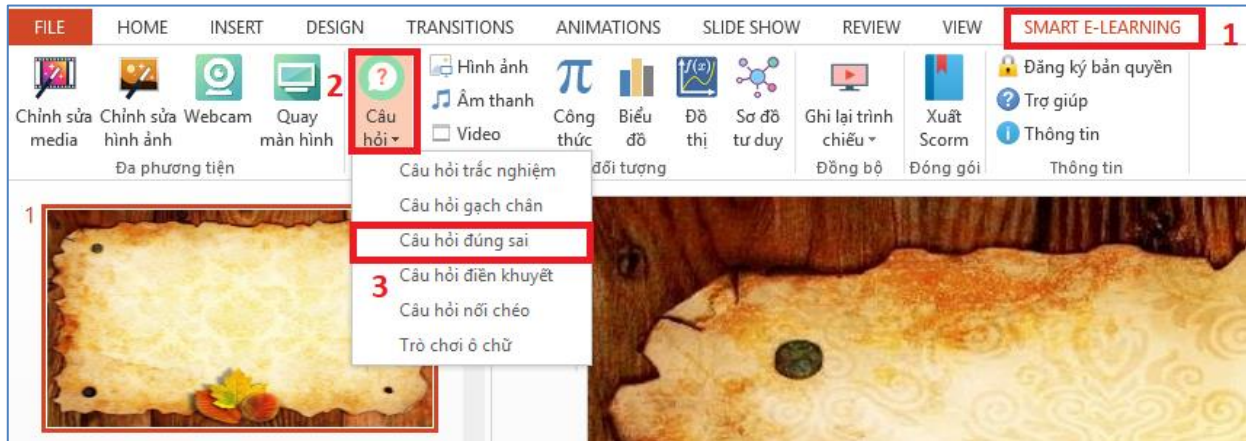 FILE HOME INSERT DESIGN TRANSITIONS ANIMATIONS SLIDE SHOW REVIEW VIEW SMART E-LEARNING 1
Chỉnh sửa media
Chỉnh sửa hình ảnh
Webcam
Quay màn hình
2
Câu hỏi
Hình ảnh
Âm thanh
Video
Công thức
Biểu đồ
Đồ thị
f(x)
π
Sơ đồ tư duy
Ghi lại trình chiếu
Xuất Scorm
Đăng ký bản quyền
Trợ giúp
Thông tin
Đa phương tiện
đối tượng
Đồng bộ
Đóng gói
Thông tin
Câu hỏi trắc nghiệm
Câu hỏi gạch chân
Câu hỏi đúng sai
3
Câu hỏi điền khuyết
Câu hỏi nối chéo
Trò chơi ô chữ
1